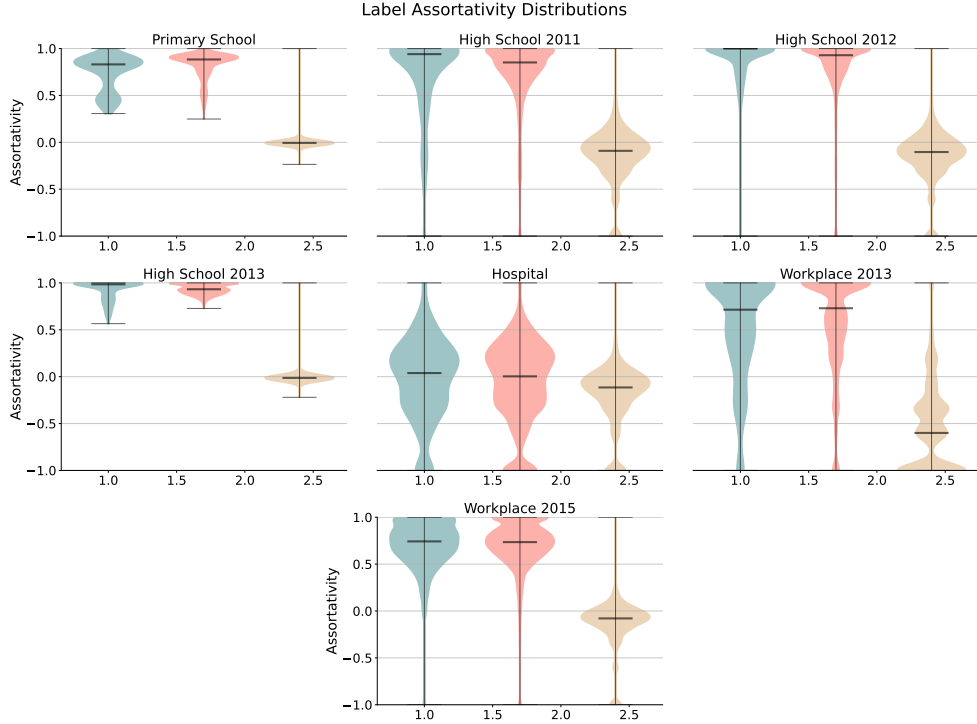 Label Assortativity Distributions
Primary School
High School 2011
High School 2012
Assortativity
1.0
0.5
0.0
−0.5
−1.0
1.0 1.5 2.0 2.5
1.0 1.5 2.0 2.5
1.0 1.5 2.0 2.5
High School 2013
Hospital
Workplace 2013
Assortativity
1.0
0.5
0.0
−0.5
−1.0
1.0 1.5 2.0 2.5
1.0 1.5 2.0 2.5
1.0 1.5 2.0 2.5
Workplace 2015
Assortativity
1.0
0.5
0.0
−0.5
−1.0
1.0 1.5 2.0 2.5